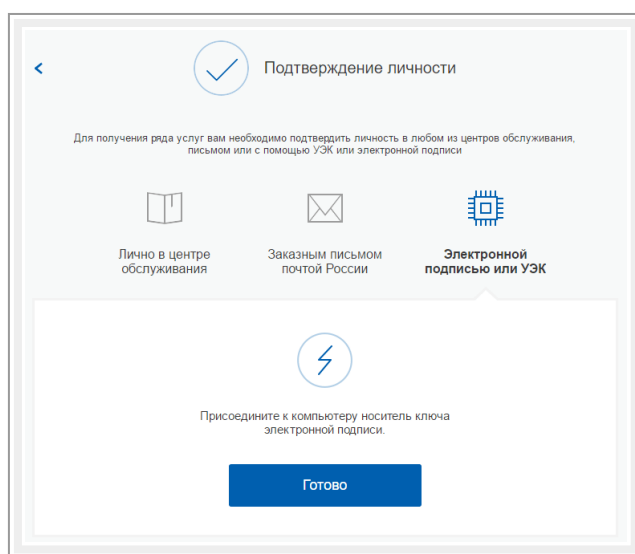 Подтверждение личности
Для получения ряда услуг вам необходимо подтвердить личность в любом из центров обслуживания,
письмом или с помощью УЭК или электронной подписи
Лично в центре
обслуживания
Заказным письмом
почтой России
Электронной
подписью или УЭК
Присоедините к компьютеру носитель ключа
электронной подписи.
Готово